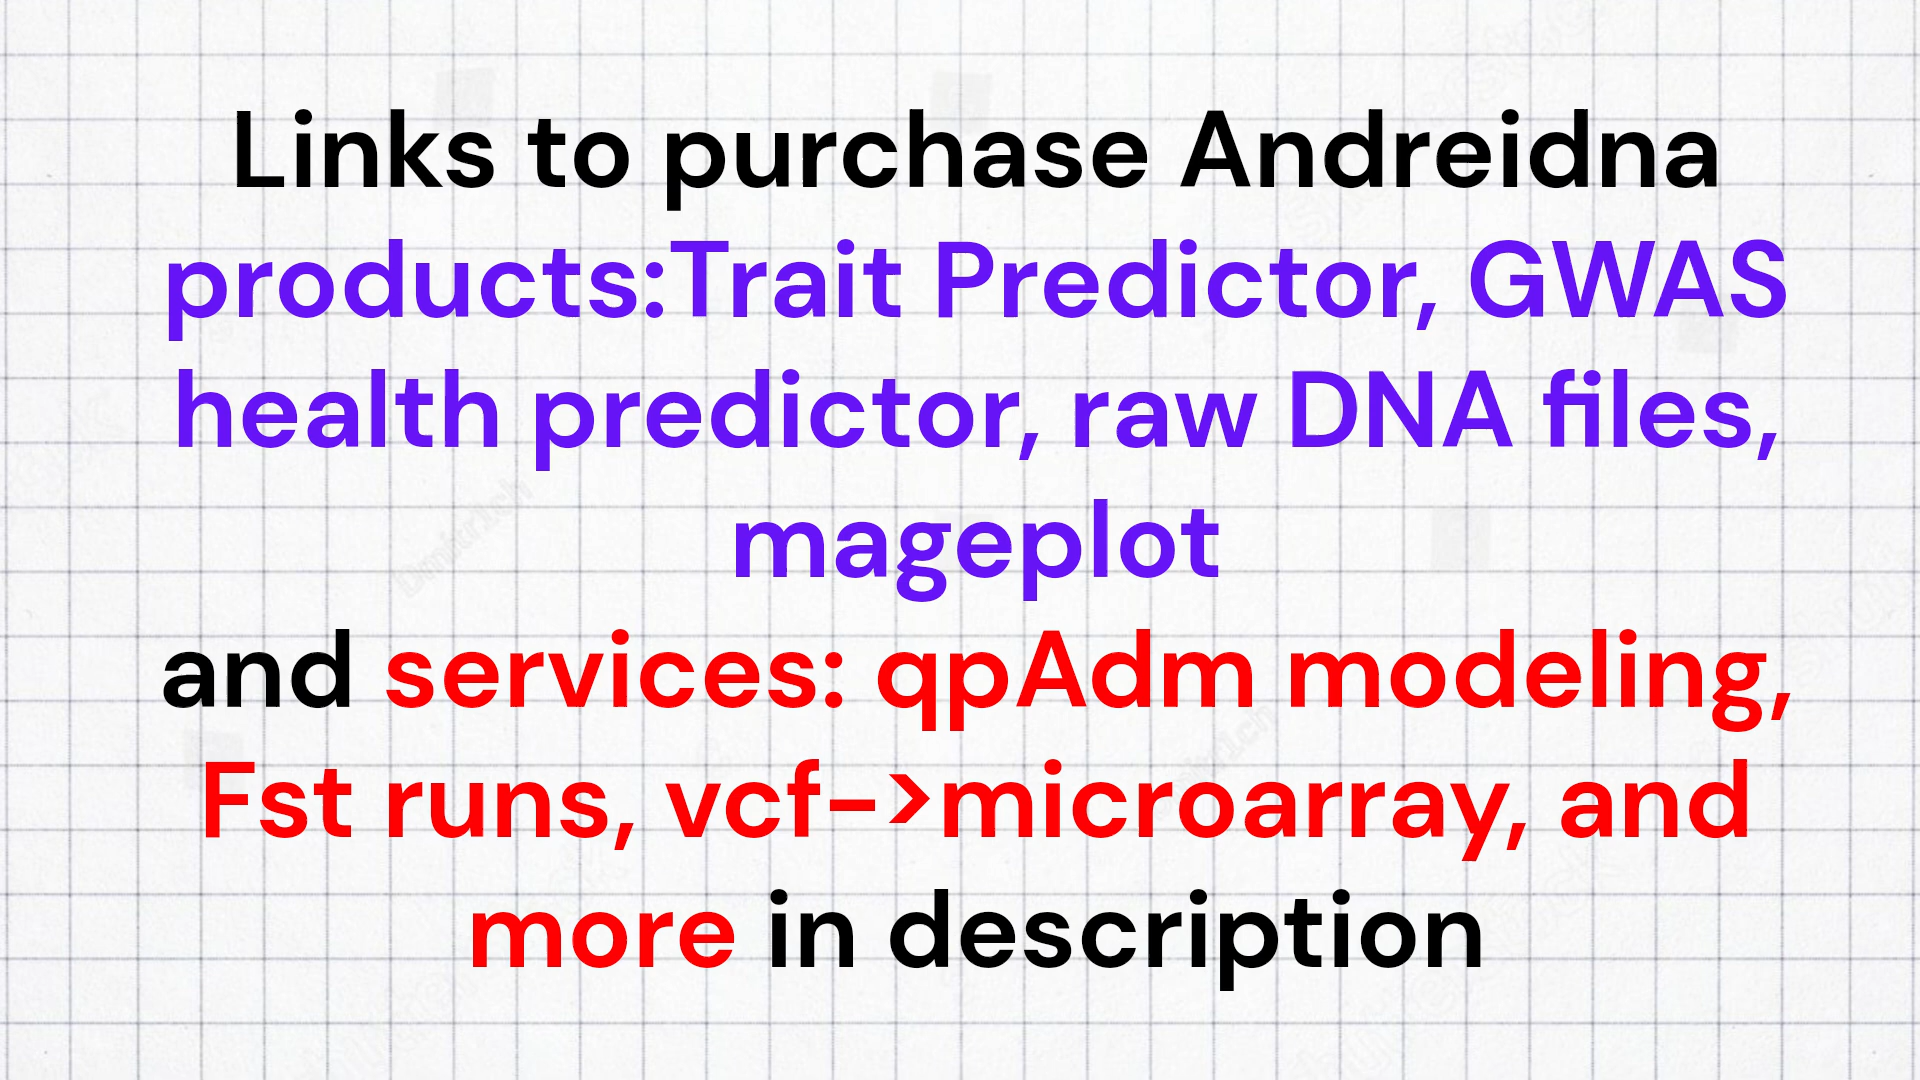 Links to purchase Andreidna
products:Trait Predictor, GWAS
health predictor, raw DNA files,
mageplot
and services: qpAdm modeling,
Fst runs, vcf->microarray, and
more in description